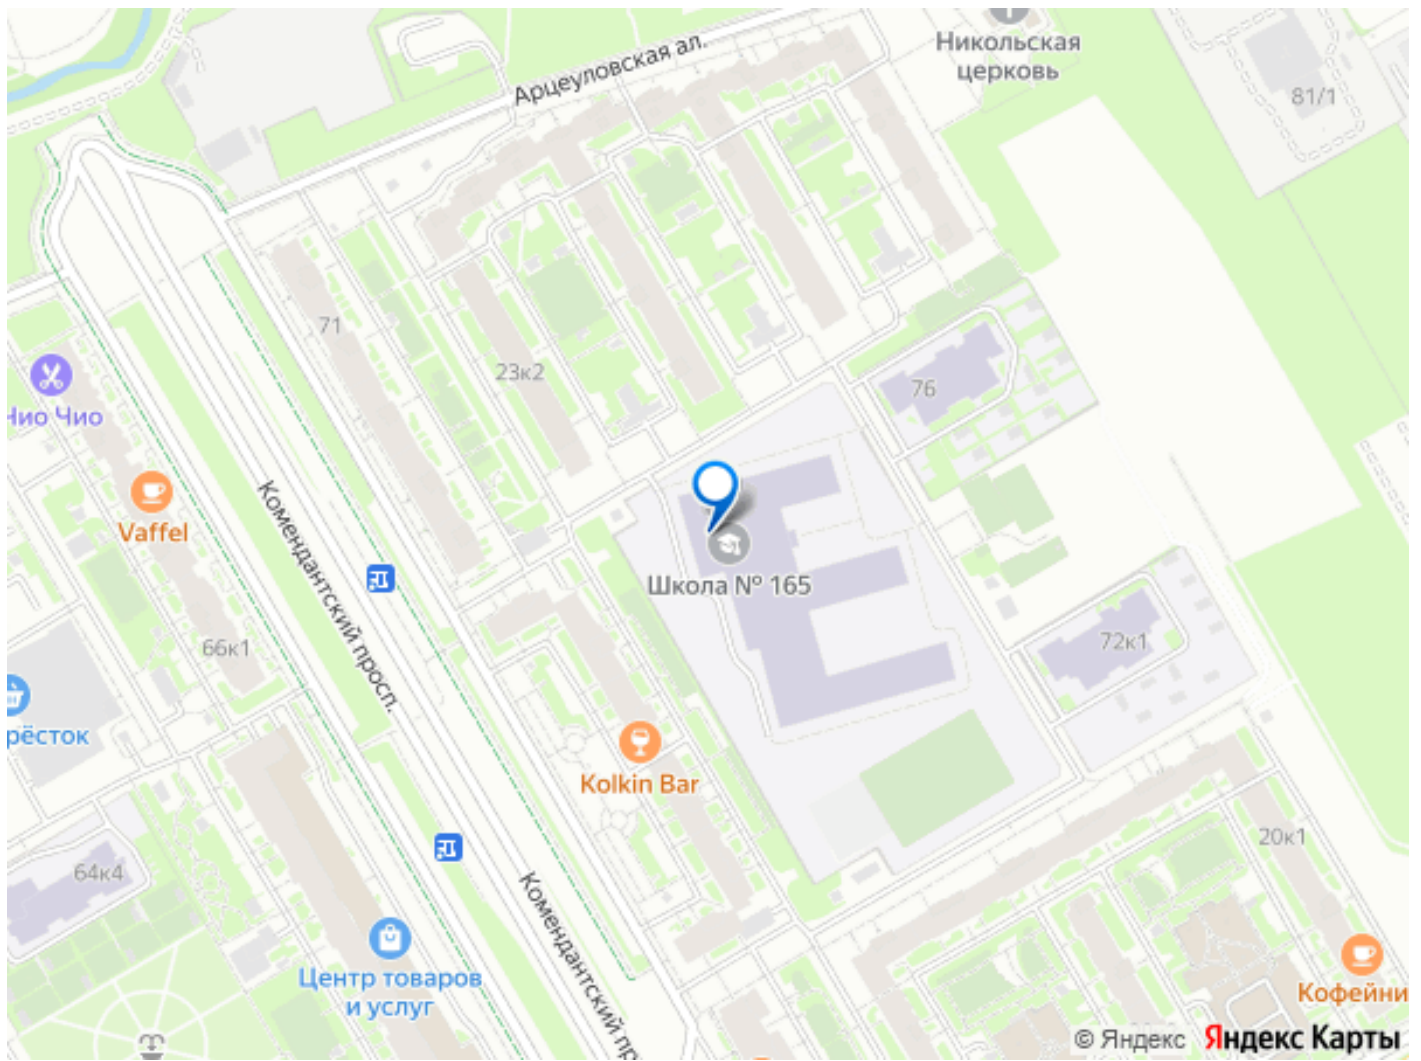 Никольская
церковь
81/1
Арцеуловская ал.
71
23к2
76
Чио Чио
Vaffel
Комендантский просп.
Школа № 165
66к1
72к1
Kolkin Bar
20к1
64к4
Комендантский пр
Центр товаров
и услуг
Кофейни
© Яндекс Яндекс Карты